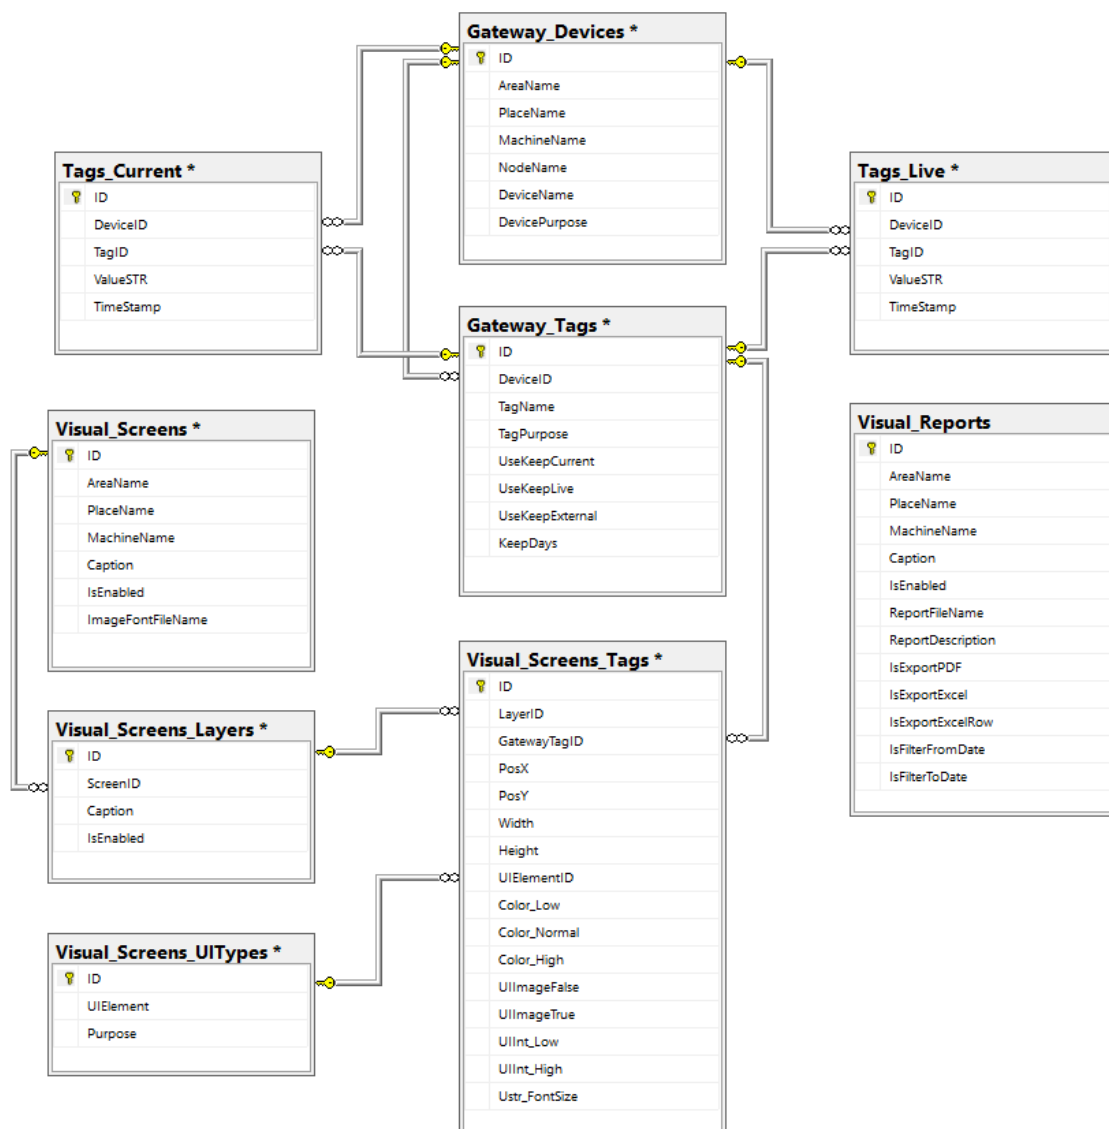 Gateway_Devices *
ID
AreaName
PlaceName
MachineName
NodeName
DeviceName
DevicePurpose
Tags_Current *
ID
DeviceID
TagID
ValueSTR
TimeStamp
Tags_Live *
ID
DeviceID
TagID
ValueSTR
TimeStamp
Gateway_Tags *
ID
DeviceID
TagName
TagPurpose
UseKeepCurrent
UseKeepLive
UseKeepExternal
KeepDays
Visual_Screens *
ID
AreaName
PlaceName
MachineName
Caption
IsEnabled
ImageFontFileName
Visual_Reports
ID
AreaName
PlaceName
MachineName
Caption
IsEnabled
ReportFileName
ReportDescription
IsExportPDF
IsExportExcel
IsExportExcelRow
IsFilterFromDate
IsFilterToDate
Visual_Screens_Tags *
ID
LayerID
GatewayTagID
PosX
PosY
Width
Height
UIElementID
Color_Low
Color_Normal
Color_High
UIImageFalse
UIImageTrue
UIInt_Low
UIInt_High
Ustr_FontSize
Visual_Screens_Layers *
ID
ScreenID
Caption
IsEnabled
Visual_Screens_UITypes *
ID
UIElement
Purpose